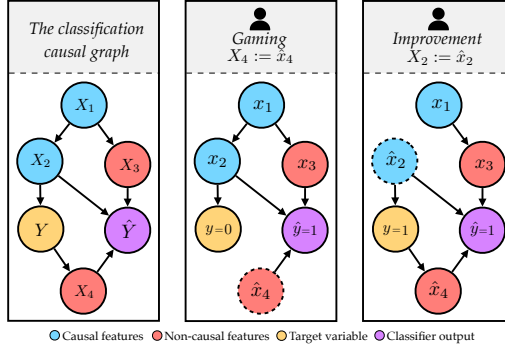 The classification
causal graph
X₁
X₂
X₃
Y
Ŷ
X₄
Gaming
X₄ := x̂₄
x₁
x₂
x₃
y=0
ŷ=1
x̂₄
Improvement
X₂ := x̂₂
x₁
x̂₂
x₃
y=1
ŷ=1
x̂₄
Causal features Non-causal features Target variable Classifier output